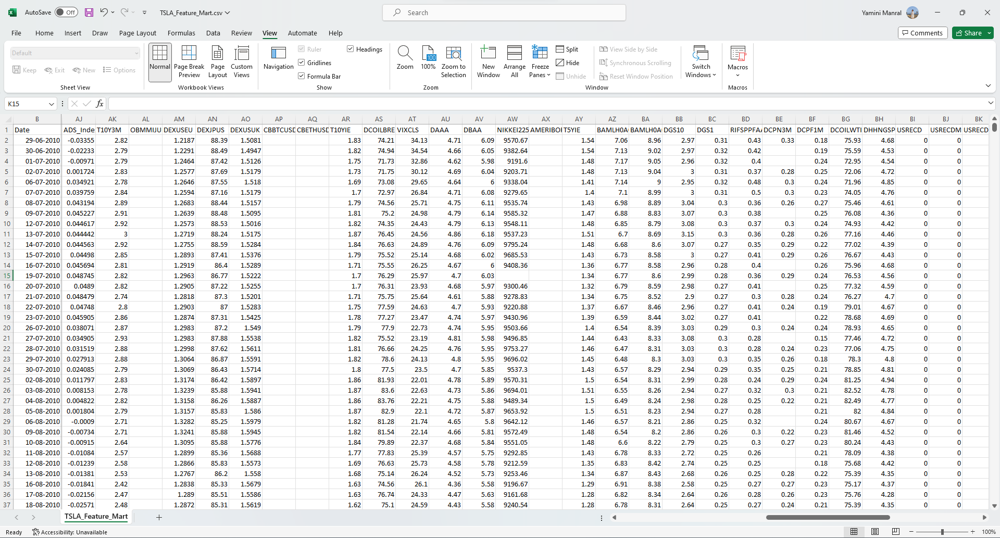 AutoSave Off TSLA_Feature_Mart.csv Search Yamini Manral
File Home Insert Draw Page Layout Formulas Data Review View Automate Help Comments Share
Default
Keep Exit New Options
Sheet View
Normal Page Break Preview Page Layout Custom Views
Workbook Views
Navigation Ruler Gridlines Formula Bar Headings
Show
Zoom 100% Zoom to Selection
Zoom
New Window Arrange All Freeze Panes Split Hide Unhide View Side by Side Synchronous Scrolling Reset Window Position Switch Windows
Window
Macros
Macros
K15 fx
B AJ AK AL AM AN AO AP AQ AR AS AT AU AV AW AX AY AZ BA BB BC BD BE BF BG BH BI BJ BK
1 Date ADS_Inde T10Y3M OBMMIJU DEXUSEU DEXJPUS DEXUSUK CBBTCUSD CBETHUSD T10YIE DCOILBRE VIXCLS DAAA DBAA NIKKEI225 AMERIBOR T5YIE BAMLH0A BAMLH0A DGS10 DGS1 RIFSPPFAA DCPN3M DCPF1M DCOILWTI DHHNGSP USRECD USRECDM USRECD
2 29-06-2010 -0.03355 2.82 1.2187 88.39 1.5081 1.83 74.21 34.13 4.71 6.09 9570.67 1.54 7.06 8.96 2.97 0.31 0.43 0.33 0.18 75.93 4.68 0 0
3 30-06-2010 -0.02233 2.79 1.2291 88.49 1.4947 1.82 74.94 34.54 4.66 6.05 9382.64 1.54 7.13 9.02 2.97 0.32 0.42 0.19 75.59 4.53 0 0
4 01-07-2010 -0.00971 2.79 1.2464 87.42 1.5126 1.75 71.73 32.86 4.62 5.98 9191.6 1.48 7.17 9.05 2.96 0.32 0.4 0.24 72.95 4.54 0 0
5 02-07-2010 0.001724 2.83 1.2577 87.69 1.5179 1.73 71.75 30.12 4.69 6.04 9203.71 1.48 7.13 9.04 3 0.31 0.37 0.28 0.25 72.06 4.72 0 0
6 06-07-2010 0.034921 2.78 1.2646 87.55 1.518 1.69 73.08 29.65 4.64 6 9338.04 1.41 7.14 9 2.95 0.32 0.48 0.3 0.24 71.96 4.85 0 0
7 07-07-2010 0.039759 2.84 1.2594 87.16 1.5179 1.7 72.97 26.84 4.71 6.08 9279.65 1.4 7.1 8.99 3 0.31 0.5 0.3 0.23 74.05 4.76 0 0
8 08-07-2010 0.043194 2.89 1.2683 88.44 1.5157 1.79 74.56 25.71 4.75 6.11 9535.74 1.43 6.98 8.89 3.04 0.3 0.36 0.26 0.27 75.46 4.61 0 0
9 09-07-2010 0.045227 2.91 1.2639 88.48 1.5095 1.81 75.2 24.98 4.79 6.14 9585.32 1.47 6.88 8.83 3.07 0.3 0.38 0.25 76.08 4.36 0 0
10 12-07-2010 0.044617 2.92 1.2573 88.53 1.5016 1.82 74.35 24.43 4.79 6.13 9548.11 1.48 6.85 8.79 3.08 0.3 0.37 0.3 0.24 74.93 4.42 0 0
11 13-07-2010 0.044442 3 1.2719 88.24 1.5175 1.87 76.45 24.56 4.86 6.18 9537.23 1.51 6.7 8.69 3.15 0.3 0.36 0.28 0.26 77.16 4.46 0 0
12 14-07-2010 0.044563 2.92 1.2755 88.59 1.5284 1.84 76.63 24.89 4.76 6.09 9795.24 1.48 6.68 8.6 3.07 0.27 0.35 0.29 0.22 77.02 4.39 0 0
13 15-07-2010 0.04498 2.85 1.2893 87.41 1.5376 1.79 75.52 25.14 4.68 6.02 9685.53 1.43 6.73 8.58 3 0.27 0.41 0.29 0.26 76.67 4.43 0 0
14 16-07-2010 0.045694 2.81 1.2919 86.4 1.5289 1.71 75.55 26.25 4.67 6 9408.36 1.36 6.77 8.58 2.96 0.28 0.4 0.26 75.96 4.68 0 0
15 19-07-2010 0.048745 2.82 1.2963 86.77 1.5222 1.7 76.29 25.97 4.7 6.03 1.34 6.77 8.6 2.99 0.28 0.36 0.29 0.24 76.53 4.56 0 0
16 20-07-2010 0.0489 2.82 1.2905 87.22 1.5255 1.7 76.31 23.93 4.68 5.97 9300.46 1.32 6.79 8.59 2.98 0.27 0.41 0.25 77.32 4.59 0 0
17 21-07-2010 0.048479 2.74 1.2818 87.3 1.5201 1.71 75.75 25.64 4.61 5.88 9278.83 1.34 6.75 8.52 2.9 0.27 0.3 0.28 0.24 76.27 4.7 0 0
18 22-07-2010 0.04748 2.8 1.2903 87 1.5283 1.75 77.59 24.63 4.7 5.93 9220.88 1.37 6.67 8.46 2.96 0.27 0.41 0.24 0.19 79.01 4.67 0 0
19 23-07-2010 0.045905 2.86 1.2874 87.31 1.5425 1.78 77.27 23.47 4.74 5.97 9430.96 1.39 6.59 8.44 3.02 0.27 0.41 0.22 78.68 4.69 0 0
20 26-07-2010 0.038071 2.87 1.2983 87.2 1.549 1.79 77.9 22.73 4.74 5.95 9503.66 1.4 6.54 8.39 3.03 0.29 0.3 0.24 0.24 78.93 4.65 0 0
21 27-07-2010 0.034905 2.93 1.2983 87.88 1.5538 1.82 75.52 23.19 4.81 5.98 9496.85 1.44 6.43 8.33 3.08 0.3 0.28 0.15 77.46 4.72 0 0
22 28-07-2010 0.031519 2.88 1.2998 87.62 1.5611 1.81 76.66 24.25 4.76 5.95 9753.27 1.46 6.47 8.31 3.03 0.3 0.28 0.24 0.23 77.06 4.75 0 0
23 29-07-2010 0.027913 2.88 1.3064 86.87 1.5591 1.82 78.6 24.13 4.8 5.95 9696.02 1.45 6.48 8.3 3.03 0.3 0.35 0.26 0.18 78.3 4.8 0 0
24 30-07-2010 0.024085 2.79 1.3069 86.43 1.5714 1.8 77.5 23.5 4.7 5.85 9537.3 1.43 6.57 8.29 2.94 0.29 0.35 0.25 0.21 78.85 4.81 0 0
25 02-08-2010 0.011797 2.83 1.3174 86.42 1.5897 1.86 81.93 22.01 4.78 5.89 9570.31 1.5 6.54 8.31 2.99 0.28 0.24 0.29 0.24 81.25 4.94 0 0
26 03-08-2010 0.008153 2.78 1.3239 85.88 1.5941 1.87 83.6 22.63 4.73 5.86 9694.01 1.51 6.55 8.26 2.94 0.27 0.32 0.3 0.21 82.52 4.78 0 0
27 04-08-2010 0.004822 2.82 1.3158 86.26 1.5887 1.86 83.76 22.21 4.75 5.88 9489.34 1.5 6.49 8.24 2.98 0.28 0.25 0.22 0.21 82.49 4.77 0 0
28 05-08-2010 0.001804 2.79 1.3157 85.83 1.586 1.87 82.9 22.1 4.72 5.87 9653.92 1.5 6.51 8.23 2.94 0.27 0.28 0.21 82 4.84 0 0
29 06-08-2010 -0.0009 2.71 1.3282 85.25 1.5979 1.82 81.28 21.74 4.65 5.8 9642.12 1.46 6.57 8.21 2.86 0.25 0.32 0.24 80.67 4.67 0 0
30 09-08-2010 -0.00734 2.71 1.3241 85.88 1.5945 1.82 81.54 22.14 4.66 5.81 9572.49 1.48 6.54 8.2 2.86 0.26 0.3 0.22 0.23 81.46 4.52 0 0
31 10-08-2010 -0.00915 2.64 1.3095 85.88 1.5776 1.84 79.89 22.37 4.68 5.84 9551.05 1.48 6.6 8.22 2.79 0.25 0.3 0.27 0.23 80.24 4.43 0 0
32 11-08-2010 -0.01084 2.57 1.2899 85.36 1.5688 1.77 77.83 25.39 4.57 5.75 9292.85 1.43 6.78 8.33 2.72 0.25 0.26 0.21 78.09 4.38 0 0
33 12-08-2010 -0.01239 2.58 1.2866 85.83 1.5573 1.69 76.63 25.73 4.58 5.78 9212.59 1.35 6.83 8.42 2.74 0.25 0.25 0.18 75.68 4.42 0 0
34 13-08-2010 -0.01381 2.53 1.2767 86.2 1.558 1.68 75.14 26.24 4.52 5.73 9253.46 1.34 6.87 8.43 2.68 0.26 0.25 0.28 0.22 75.39 4.35 0 0
35 16-08-2010 -0.01841 2.42 1.2838 85.33 1.5679 1.63 74.56 26.1 4.36 5.58 9196.67 1.29 6.91 8.38 2.58 0.25 0.27 0.27 0.23 75.17 4.37 0 0
36 17-08-2010 -0.02156 2.47 1.289 85.51 1.5586 1.63 76.74 24.33 4.47 5.63 9161.68 1.28 6.82 8.34 2.64 0.26 0.28 0.26 0.23 75.76 4.28 0 0
37 18-08-2010 -0.02571 2.48 1.2872 85.31 1.5619 1.62 75.1 24.59 4.43 5.58 9240.54 1.28 6.78 8.31 2.64 0.25 0.27 0.24 0.21 75.39 4.35 0 0
TSLA_Feature_Mart
Ready Accessibility: Unavailable 100%